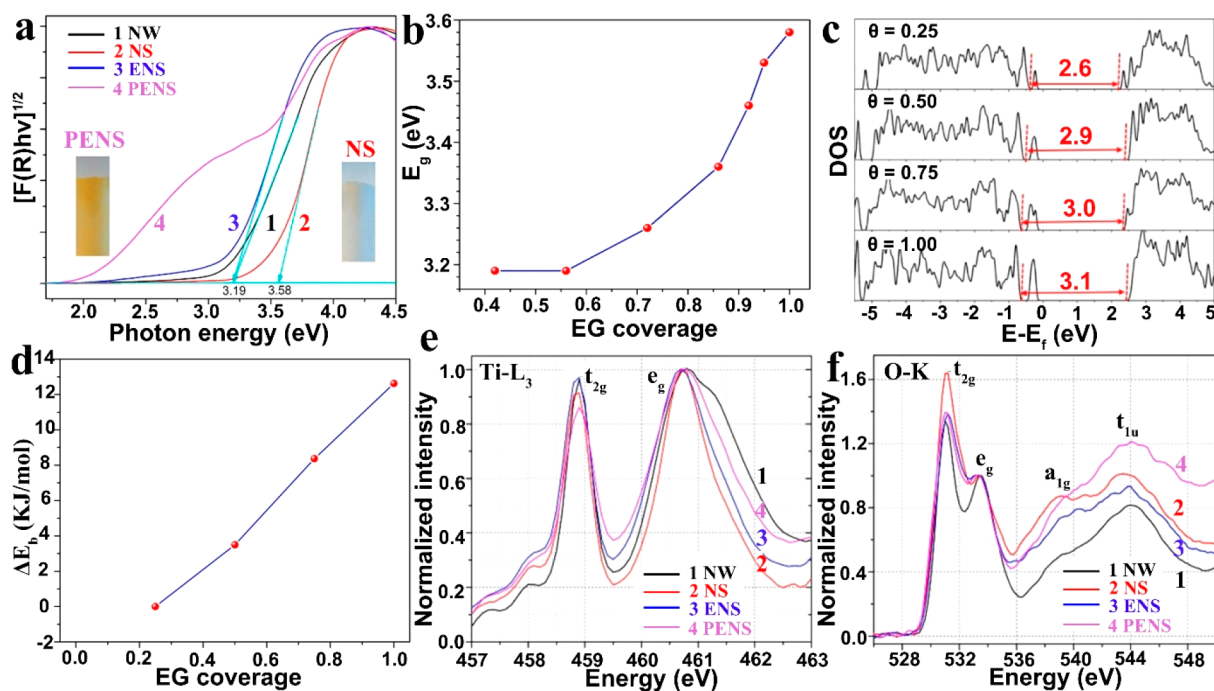 a
1 NW
2 NS
3 ENS
4 PENS
PENS
NS
4
3
1
2
3.19
3.58
[F(R)hν]1/2
2.0 2.5 3.0 3.5 4.0 4.5
Photon energy (eV)
b
3.6
3.5
3.4
3.3
3.2
3.1
Eg (eV)
0.4 0.5 0.6 0.7 0.8 0.9 1.0
EG coverage
c
θ = 0.25
2.6
θ = 0.50
2.9
θ = 0.75
3.0
θ = 1.00
3.1
DOS
-5 -4 -3 -2 -1 0 1 2 3 4 5
E-Ef (eV)
d
14
12
10
8
6
4
2
0
-2
ΔEb (KJ/mol)
0.0 0.2 0.4 0.6 0.8 1.0
EG coverage
e
Ti-L3
t2g
eg
1
4
3
2
1 NW
2 NS
3 ENS
4 PENS
1.0
0.8
0.6
0.4
0.2
0.0
Normalized intensity
457 458 459 460 461 462 463
Energy (eV)
f
O-K
t2g
eg
a1g
t1u
4
2
3
1
1 NW
2 NS
3 ENS
4 PENS
1.6
1.2
0.8
0.4
0.0
Normalized intensity
528 532 536 540 544 548
Energy (eV)